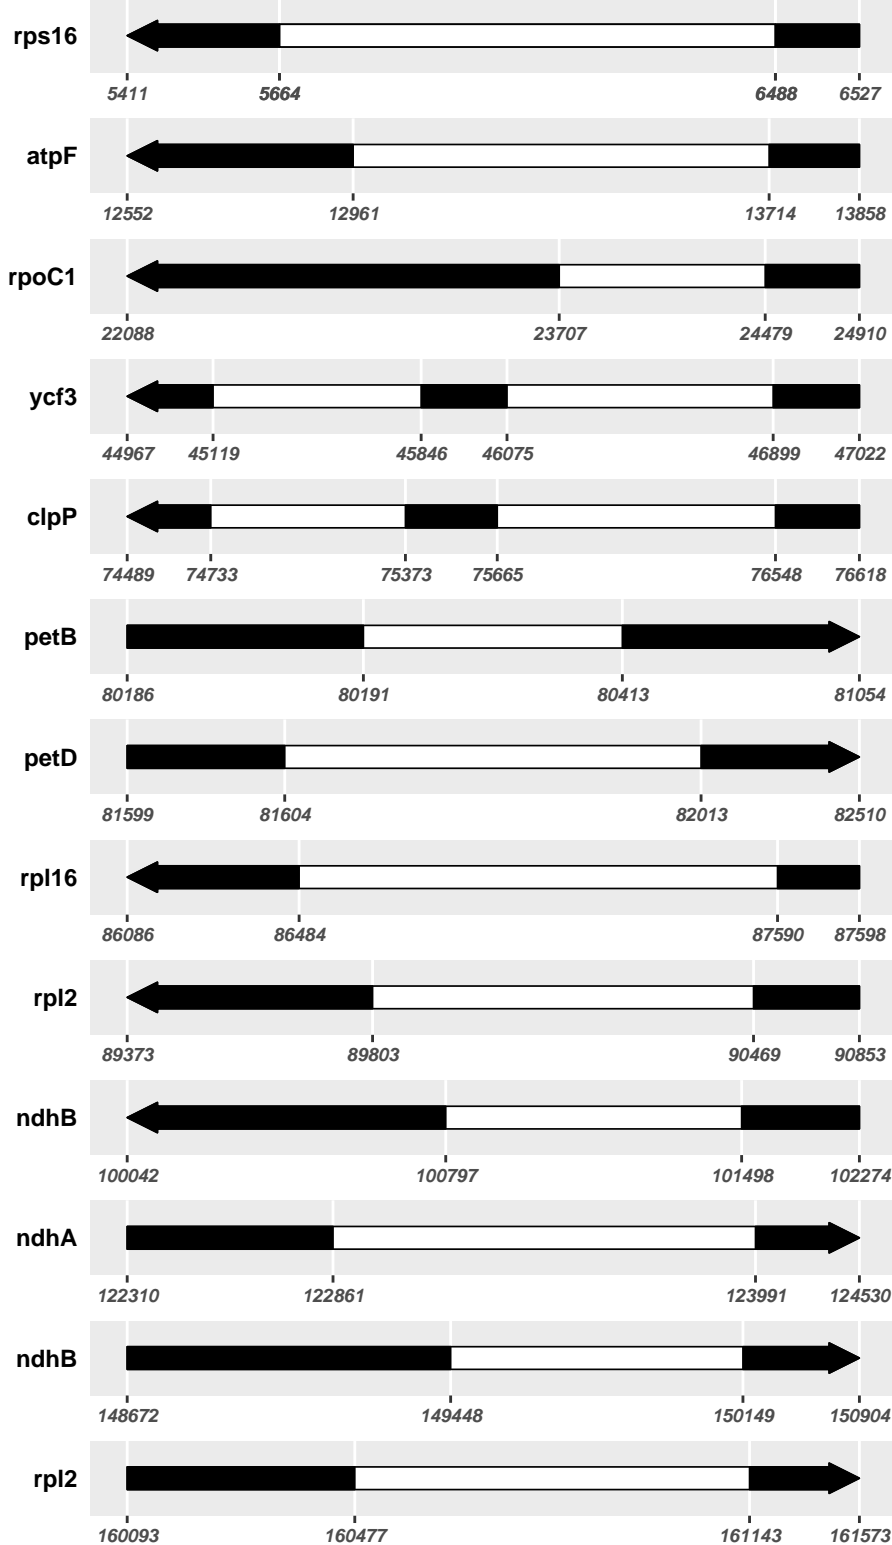 rps16
5411 5664 6488 6527
atpF
12552 12961 13714 13858
rpoC1
22088 23707 24479 24910
ycf3
44967 45119 45846 46075 46899 47022
clpP
74489 74733 75373 75665 76548 76618
petB
80186 80191 80413 81054
petD
81599 81604 82013 82510
rpl16
86086 86484 87590 87598
rpl2
89373 89803 90469 90853
ndhB
100042 100797 101498 102274
ndhA
122310 122861 123991 124530
ndhB
148672 149448 150149 150904
rpl2
160093 160477 161143 161573